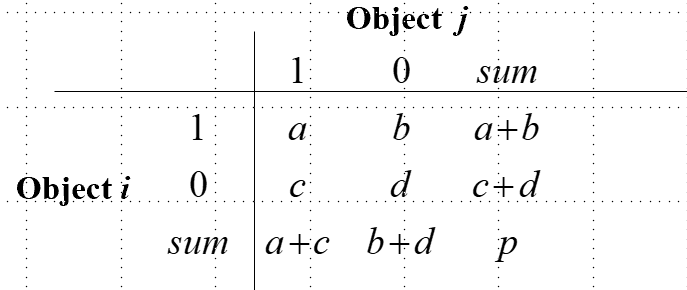 Object j
1 0 sum
1 a b a+b
Object i 0 c d c+d
sum a+c b+d p